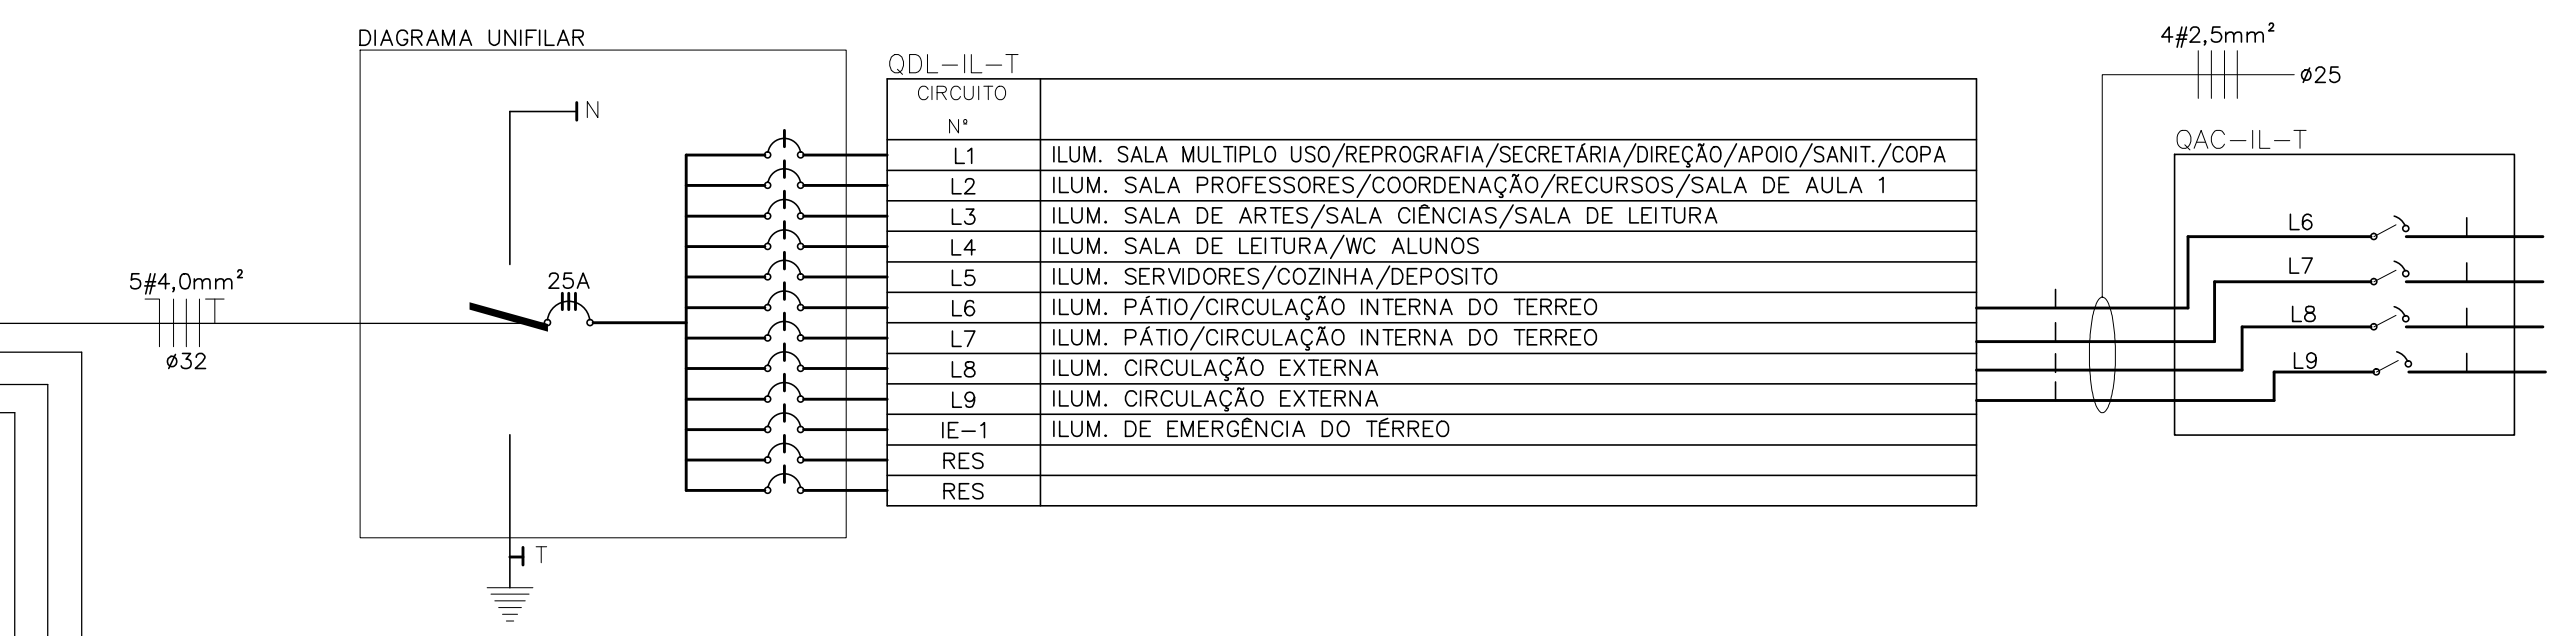 DIAGRAMA UNIFILAR
N
5#4,0mm²
ø32
25A
T
QDL-IL-T
CIRCUITO
Nº
L1 ILUM. SALA MULTIPLO USO/REPROGRAFIA/SECRETÁRIA/DIREÇÃO/APOIO/SANIT./COPA
L2 ILUM. SALA PROFESSORES/COORDENAÇÃO/RECURSOS/SALA DE AULA 1
L3 ILUM. SALA DE ARTES/SALA CIÊNCIAS/SALA DE LEITURA
L4 ILUM. SALA DE LEITURA/WC ALUNOS
L5 ILUM. SERVIDORES/COZINHA/DEPOSITO
L6 ILUM. PÁTIO/CIRCULAÇÃO INTERNA DO TERREO
L7 ILUM. PÁTIO/CIRCULAÇÃO INTERNA DO TERREO
L8 ILUM. CIRCULAÇÃO EXTERNA
L9 ILUM. CIRCULAÇÃO EXTERNA
IE-1 ILUM. DE EMERGÊNCIA DO TÉRREO
RES
RES
4#2,5mm²
ø25
QAC-IL-T
L6
L7
L8
L9